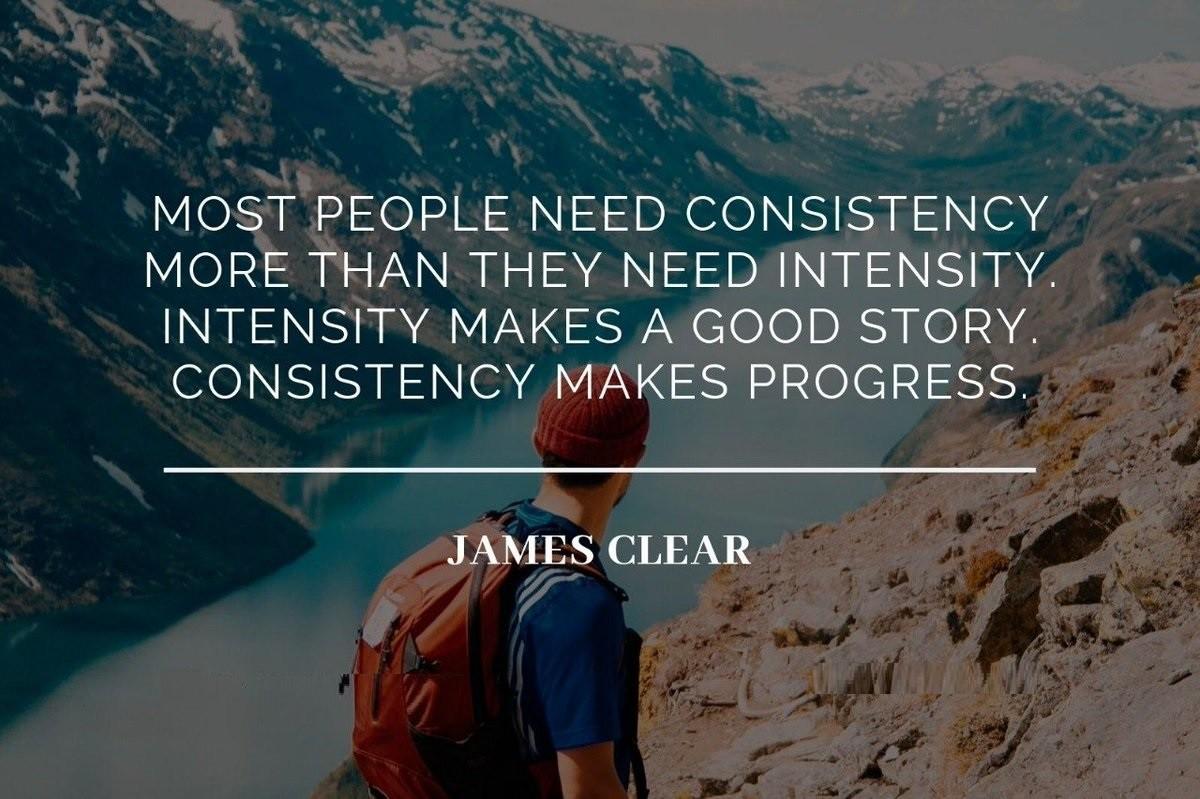 MOST PEOPLE NEED CONSISTENCY
MORE THAN THEY NEED INTENSITY.
INTENSITY MAKES A GOOD STORY.
CONSISTENCY MAKES PROGRESS.
JAMES CLEAR